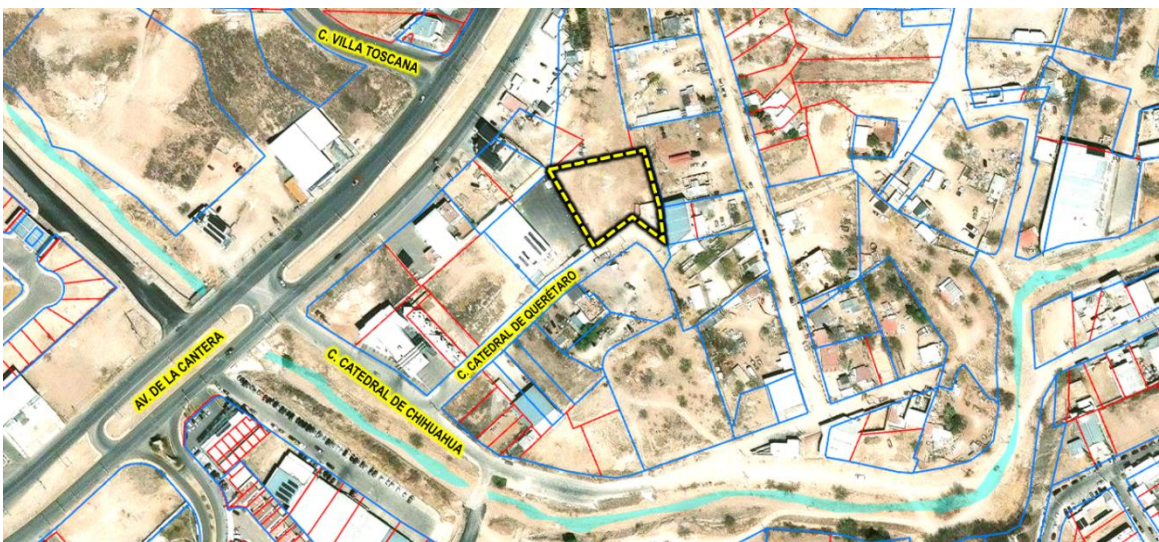 C. VILLA TOSCANA
C. CATEDRAL DE QUERÉTARO
AV. DE LA CANTERA
C. CATEDRAL DE CHIHUAHUA